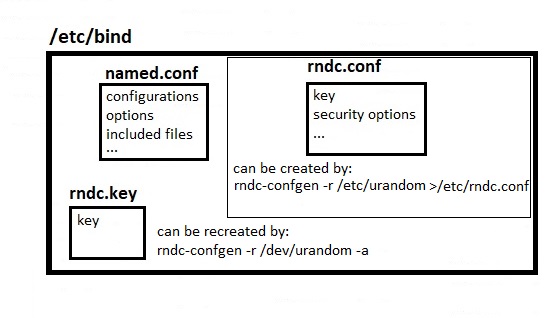 /etc/bind
named.conf
configurations
options
included files
...
rndc.conf
key
security options
...
can be created by:
rndc-confgen -r /etc/urandom >/etc/rndc.conf
rndc.key
key
can be recreated by:
rndc-confgen -r /dev/urandom -a